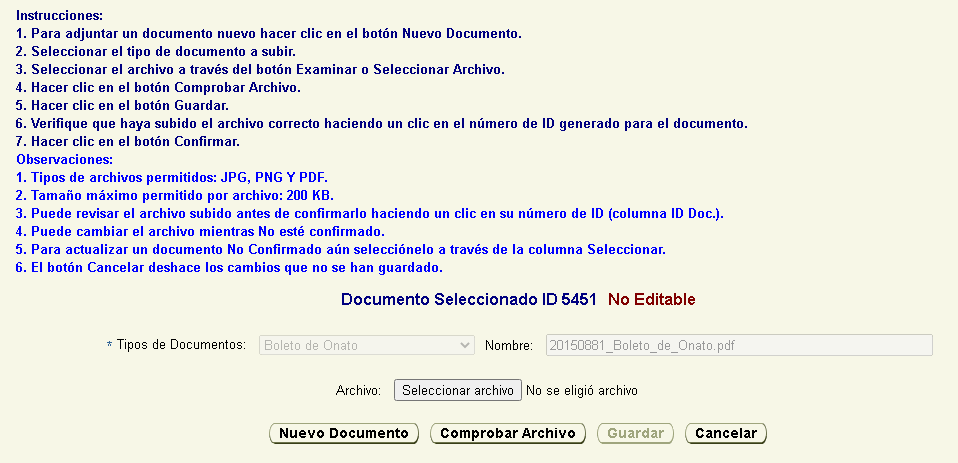 Instrucciones:
1. Para adjuntar un documento nuevo hacer clic en el botón Nuevo Documento.
2. Seleccionar el tipo de documento a subir.
3. Seleccionar el archivo a través del botón Examinar o Seleccionar Archivo.
4. Hacer clic en el botón Comprobar Archivo.
5. Hacer clic en el botón Guardar.
6. Verifique que haya subido el archivo correcto haciendo un clic en el número de ID generado para el documento.
7. Hacer clic en el botón Confirmar.
Observaciones:
1. Tipos de archivos permitidos: JPG, PNG Y PDF.
2. Tamaño máximo permitido por archivo: 200 KB.
3. Puede revisar el archivo subido antes de confirmarlo haciendo un clic en su número de ID (columna ID Doc.).
4. Puede cambiar el archivo mientras No esté confirmado.
5. Para actualizar un documento No Confirmado aún selecciónelo a través de la columna Seleccionar.
6. El botón Cancelar deshace los cambios que no se han guardado.
Documento Seleccionado ID 5451 No Editable
* Tipos de Documentos: Boleto de Onato Nombre: 20150881_Boleto_de_Onato.pdf
Archivo: Seleccionar archivo No se eligió archivo
Nuevo Documento Comprobar Archivo Guardar Cancelar